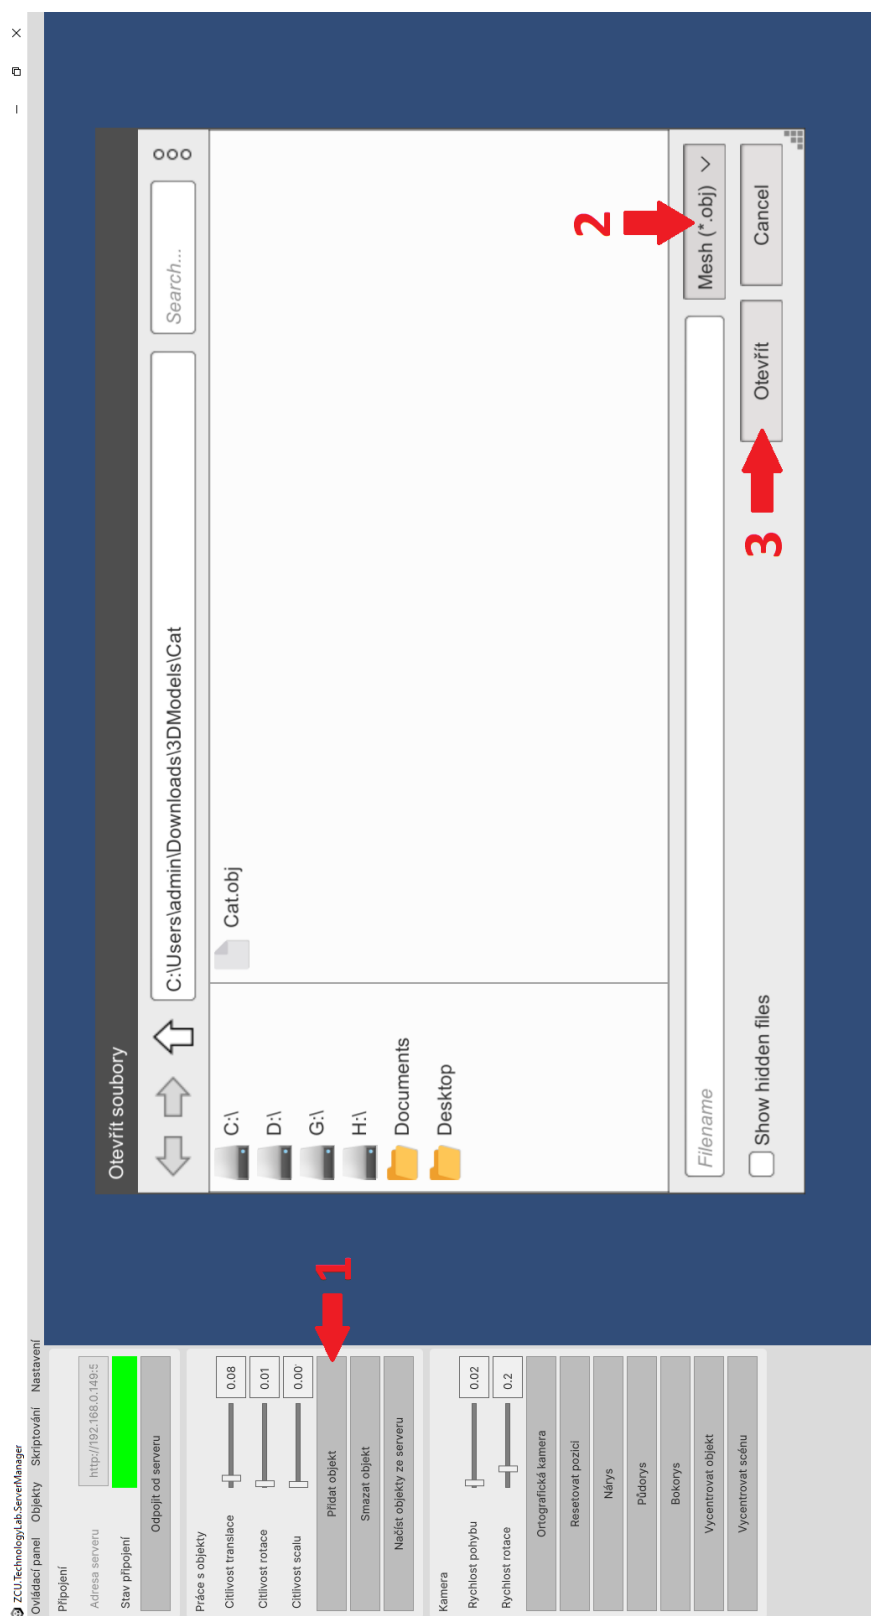 ZCU.TechnologyLab.ServerManager
Ovládací panel Objekty Skriptování Nastavení
Připojení
Adresa serveru http://192.168.0.149:5
Stav připojení
Odpojit od serveru
Práce s objekty
Citlivost translace 0.08
Citlivost rotace 0.01
Citlivost scalu 0.00
Přidat objekt
Smazat objekt
Načíst objekty ze serveru
Kamera
Rychlost pohybu 0.02
Rychlost rotace 0.2
Ortografická kamera
Resetovat pozici
Nárys
Půdorys
Bokorys
Vycentrovat objekt
Vycentrovat scénu
1
Otevřít soubory
C:\Users\admin\Downloads\3DModels\Cat
Search...
C:\
D:\
G:\
H:\
Documents
Desktop
Cat.obj
2
Filename
Mesh (*.obj)
Show hidden files
3
Otevřít
Cancel